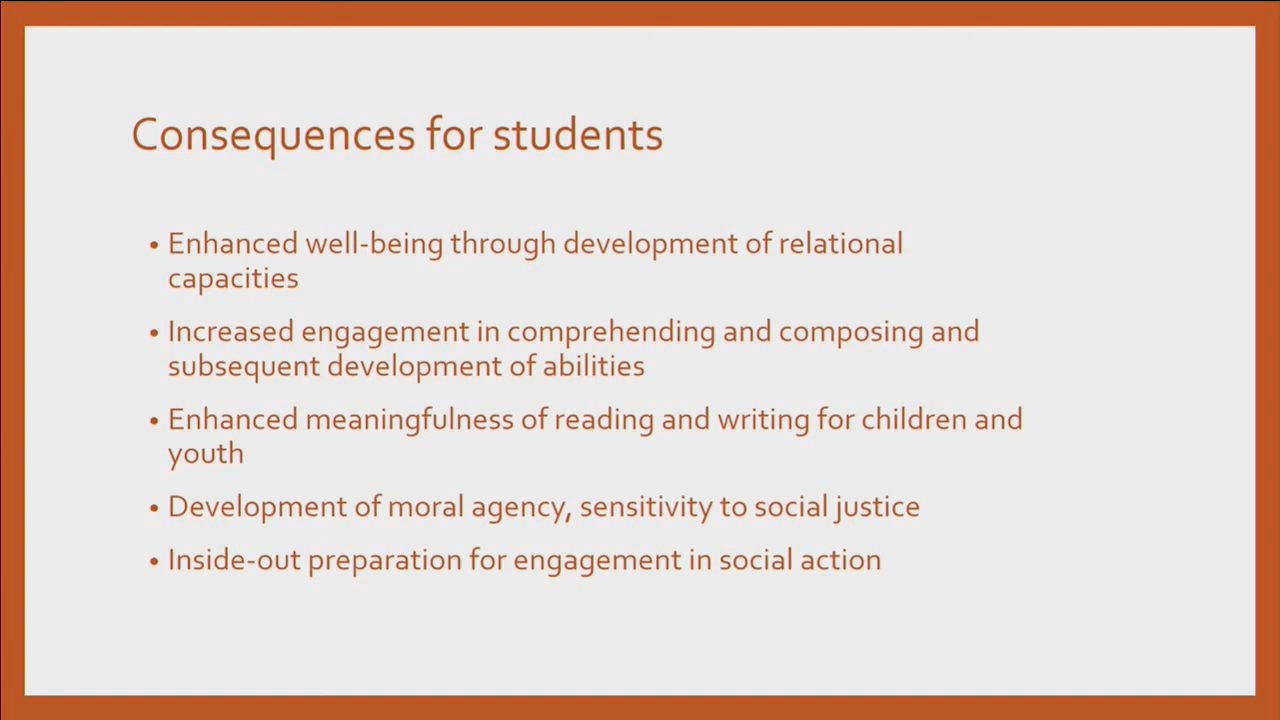 Consequences for students
• Enhanced well-being through development of relational
capacities
• Increased engagement in comprehending and composing and
subsequent development of abilities
• Enhanced meaningfulness of reading and writing for children and
youth
• Development of moral agency, sensitivity to social justice
• Inside-out preparation for engagement in social action